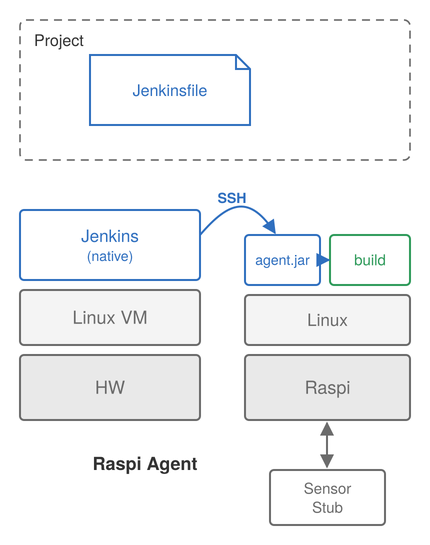 Project
Jenkinsfile
SSH
Jenkins
(native)
agent.jar
build
Linux VM
Linux
HW
Raspi
Raspi Agent
Sensor
Stub